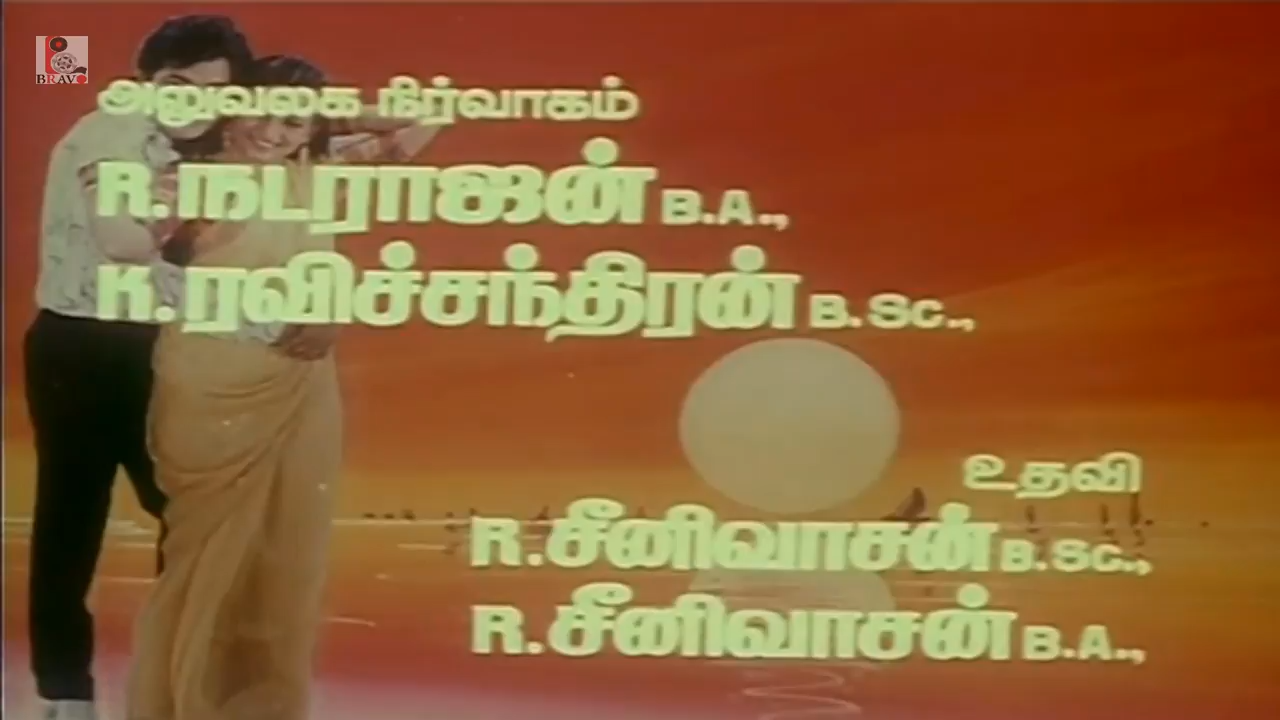 BRAVO
அலுவலக நிர்வாகம்
R.நடராஜன் B.A.,
K.ரவிச்சந்திரன் B.Sc.,
உதவி
R.சீனிவாசன் B.Sc.,
R.சீனிவாசன் B.A.,